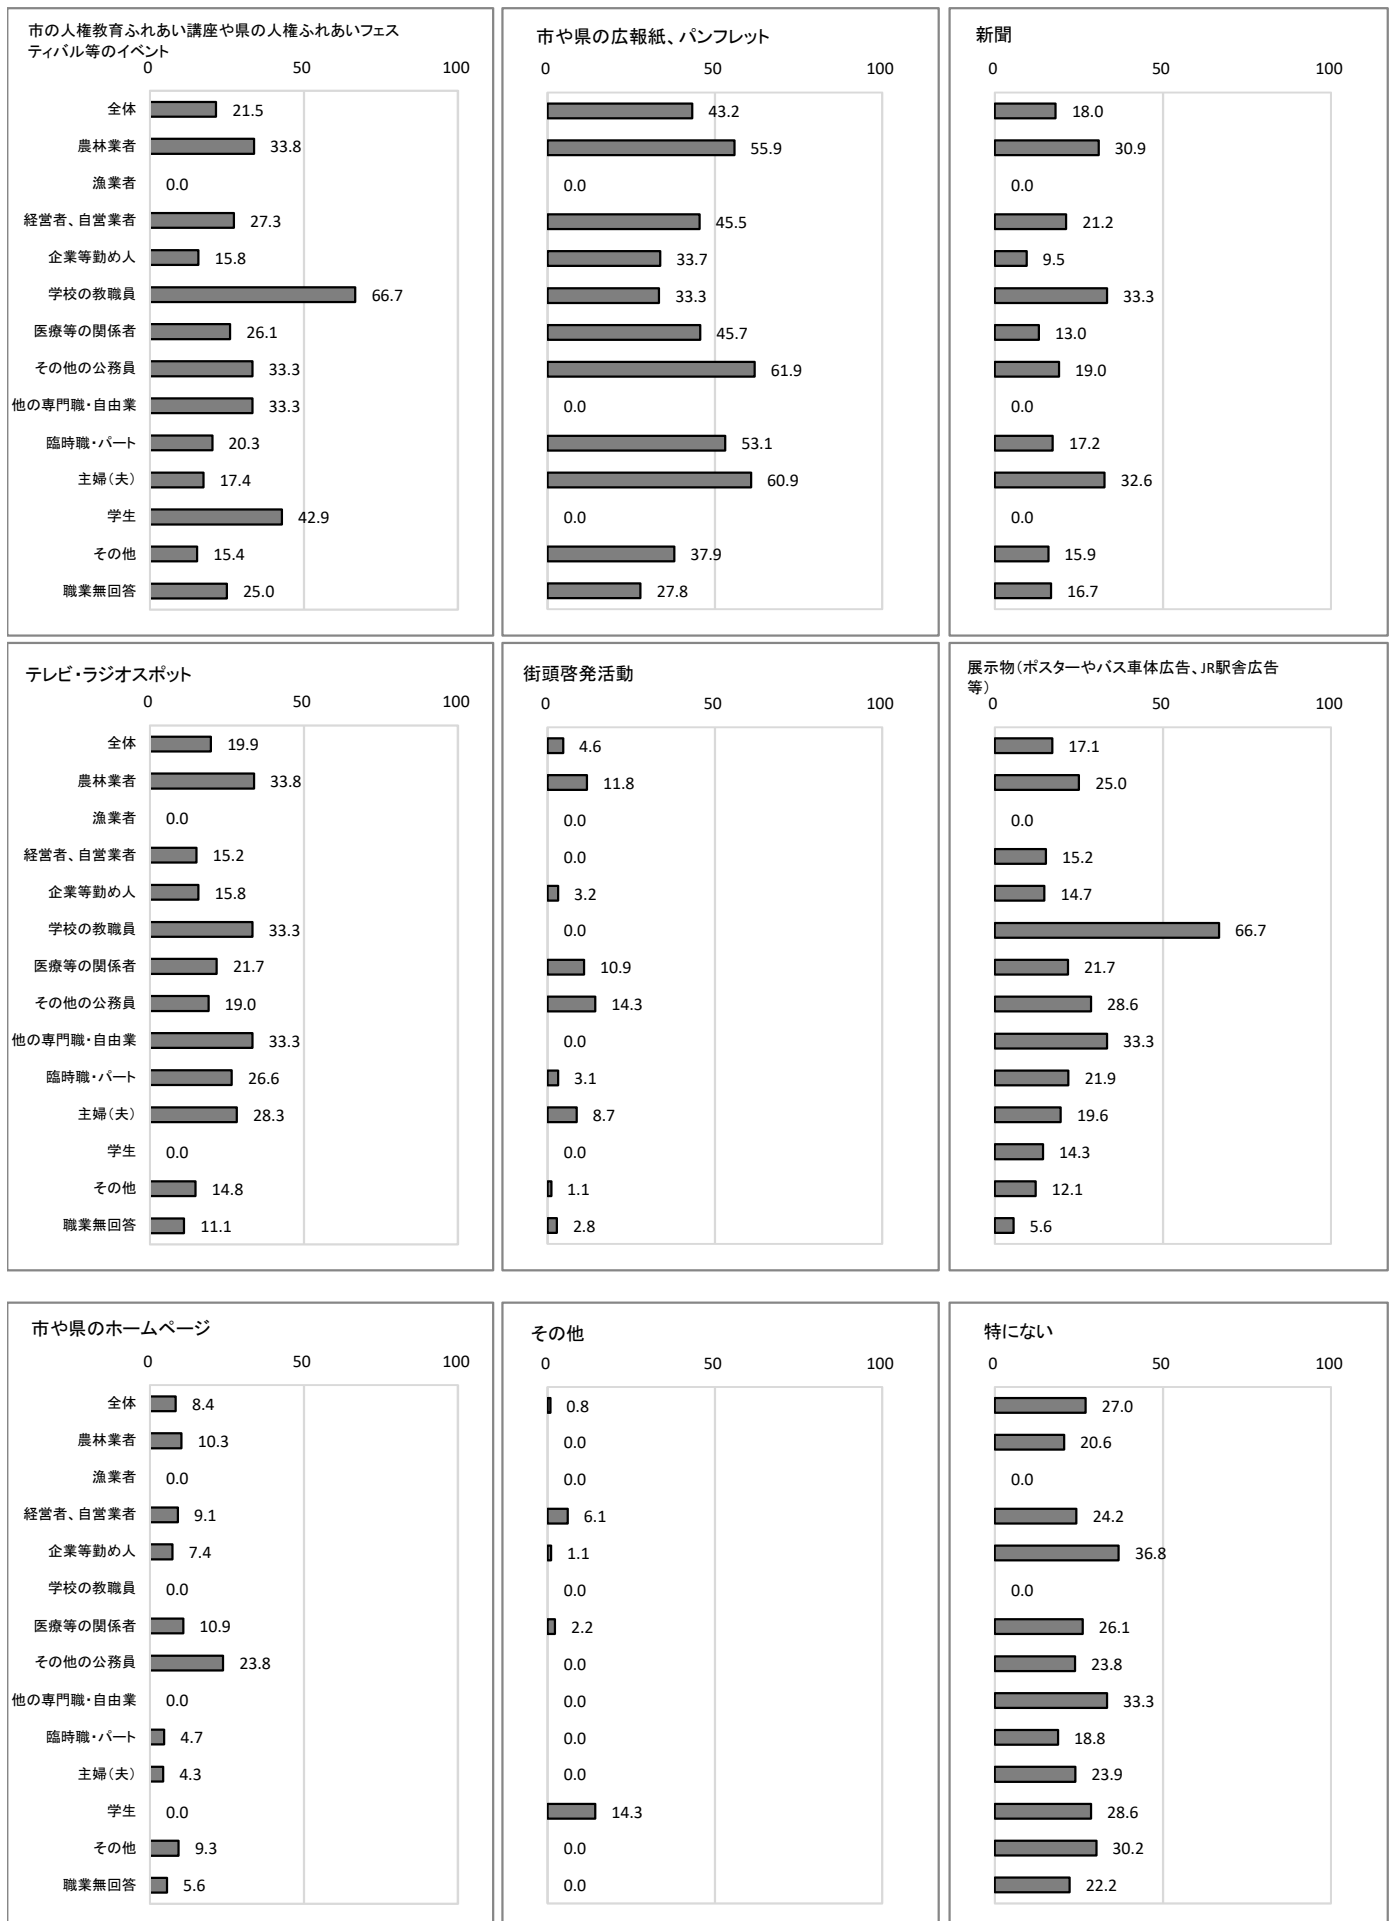 市の人権教育ふれあい講座や県の人権ふれあいフェス
ティバル等のイベント
0 50 100
全体 21.5
農林業者 33.8
漁業者 0.0
経営者、自営業者 27.3
企業等勤め人 15.8
学校の教職員 66.7
医療等の関係者 26.1
その他の公務員 33.3
他の専門職・自由業 33.3
臨時職・パート 20.3
主婦(夫) 17.4
学生 42.9
その他 15.4
職業無回答 25.0
市や県の広報紙、パンフレット
0 50 100
43.2
55.9
0.0
45.5
33.7
33.3
45.7
61.9
0.0
53.1
60.9
0.0
37.9
27.8
新聞
0 50 100
18.0
30.9
0.0
21.2
9.5
33.3
13.0
19.0
0.0
17.2
32.6
0.0
15.9
16.7
テレビ・ラジオスポット
0 50 100
全体 19.9
農林業者 33.8
漁業者 0.0
経営者、自営業者 15.2
企業等勤め人 15.8
学校の教職員 33.3
医療等の関係者 21.7
その他の公務員 19.0
他の専門職・自由業 33.3
臨時職・パート 26.6
主婦(夫) 28.3
学生 0.0
その他 14.8
職業無回答 11.1
街頭啓発活動
0 50 100
4.6
11.8
0.0
0.0
3.2
0.0
10.9
14.3
0.0
3.1
8.7
0.0
1.1
2.8
展示物(ポスターやバス車体広告、JR駅舎広告
等)
0 50 100
17.1
25.0
0.0
15.2
14.7
66.7
21.7
28.6
33.3
21.9
19.6
14.3
12.1
5.6
市や県のホームページ
0 50 100
全体 8.4
農林業者 10.3
漁業者 0.0
経営者、自営業者 9.1
企業等勤め人 7.4
学校の教職員 0.0
医療等の関係者 10.9
その他の公務員 23.8
他の専門職・自由業 0.0
臨時職・パート 4.7
主婦(夫) 4.3
学生 0.0
その他 9.3
職業無回答 5.6
その他
0 50 100
0.8
0.0
0.0
6.1
1.1
0.0
2.2
0.0
0.0
0.0
0.0
14.3
0.0
0.0
特にない
0 50 100
27.0
20.6
0.0
24.2
36.8
0.0
26.1
23.8
33.3
18.8
23.9
28.6
30.2
22.2